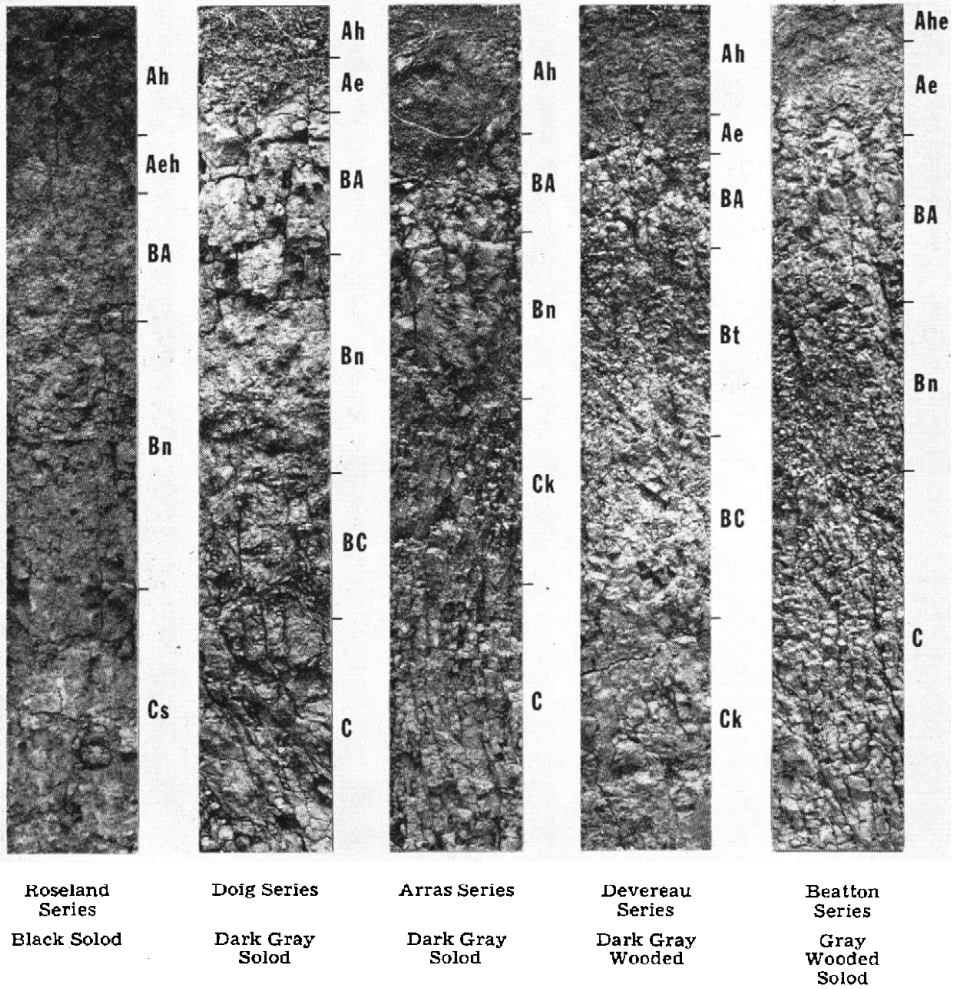 Ah
Aeh
BA
Bn
Cs
Ah
Ae
BA
Bn
BC
C
Ah
BA
Bn
Ck
C
Ah
Ae
BA
Bt
BC
Ck
Ahe
Ae
BA
Bn
C
Roseland
Series
Black Solod
Doig Series
Dark Gray
Solod
Arras Series
Dark Gray
Solod
Devereau
Series
Dark Gray
Wooded
Beatton
Series
Gray
Wooded
Solod